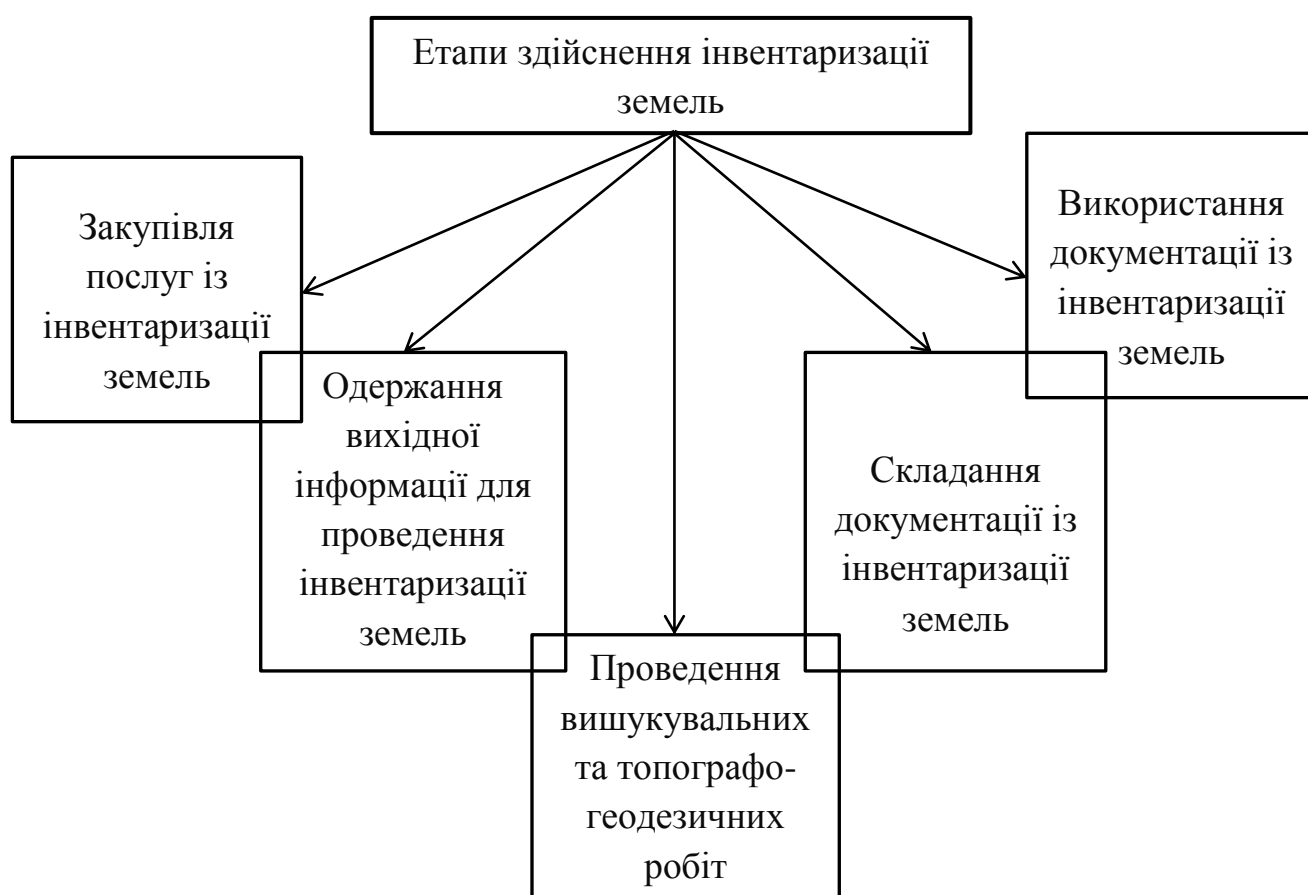 Етапи здійснення інвентаризації
земель
Закупівля
послуг із
інвентаризації
земель
Одержання
вихідної
інформації для
проведення
інвентаризації
земель
Проведення
вишукувальних
та топографо-
геодезичних
робіт
Складання
документації із
інвентаризації
земель
Використання
документації із
інвентаризації
земель